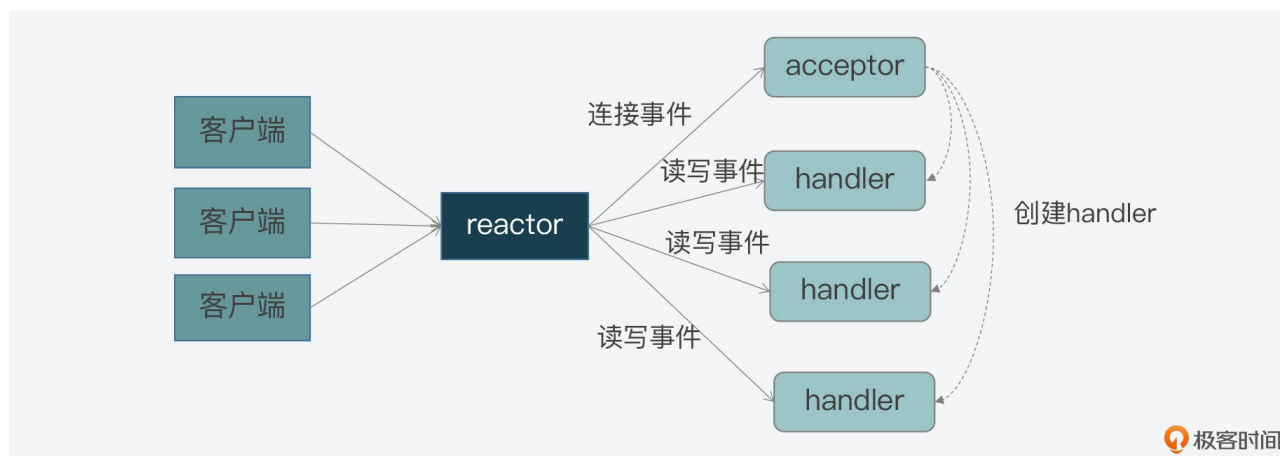 客户端
客户端
客户端
reactor
连接事件
读写事件
读写事件
读写事件
acceptor
handler
handler
handler
创建handler
极客时间